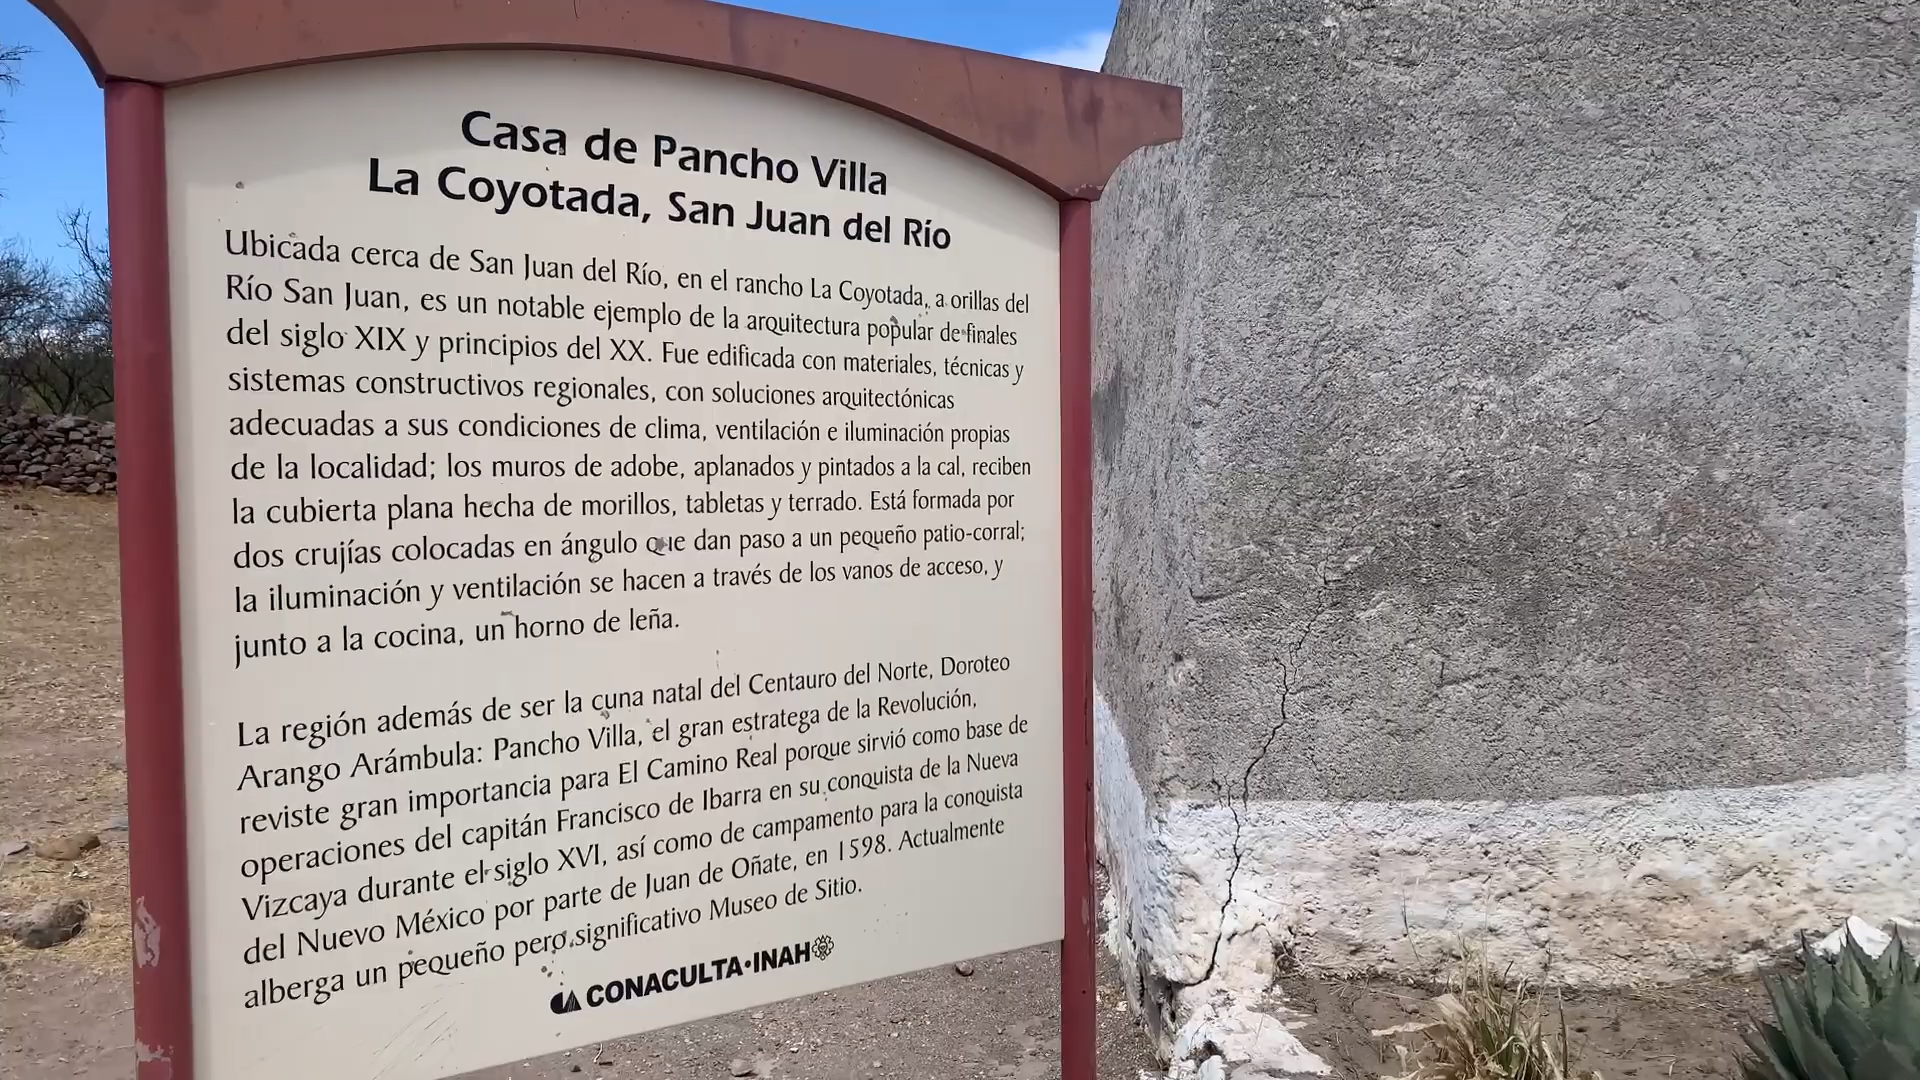 Casa de Pancho Villa
La Coyotada, San Juan del Río
Ubicada cerca de San Juan del Río, en el rancho La Coyotada, a orillas del
Río San Juan, es un notable ejemplo de la arquitectura popular de finales
del siglo XIX y principios del XX. Fue edificada con materiales, técnicas y
sistemas constructivos regionales, con soluciones arquitectónicas
adecuadas a sus condiciones de clima, ventilación e iluminación propias
de la localidad; los muros de adobe, aplanados y pintados a la cal, reciben
la cubierta plana hecha de morillos, tabletas y terrado. Está formada por
dos crujías colocadas en ángulo que dan paso a un pequeño patio-corral;
la iluminación y ventilación se hacen a través de los vanos de acceso, y
junto a la cocina, un horno de leña.
La región además de ser la cuna natal del Centauro del Norte, Doroteo
Arango Arámbula: Pancho Villa, el gran estratega de la Revolución,
reviste gran importancia para El Camino Real porque sirvió como base de
operaciones del capitán Francisco de Ibarra en su conquista de la Nueva
Vizcaya durante el siglo XVI, así como de campamento para la conquista
del Nuevo México por parte de Juan de Oñate, en 1598. Actualmente
alberga un pequeño pero significativo Museo de Sitio.
CONACULTA•INAH